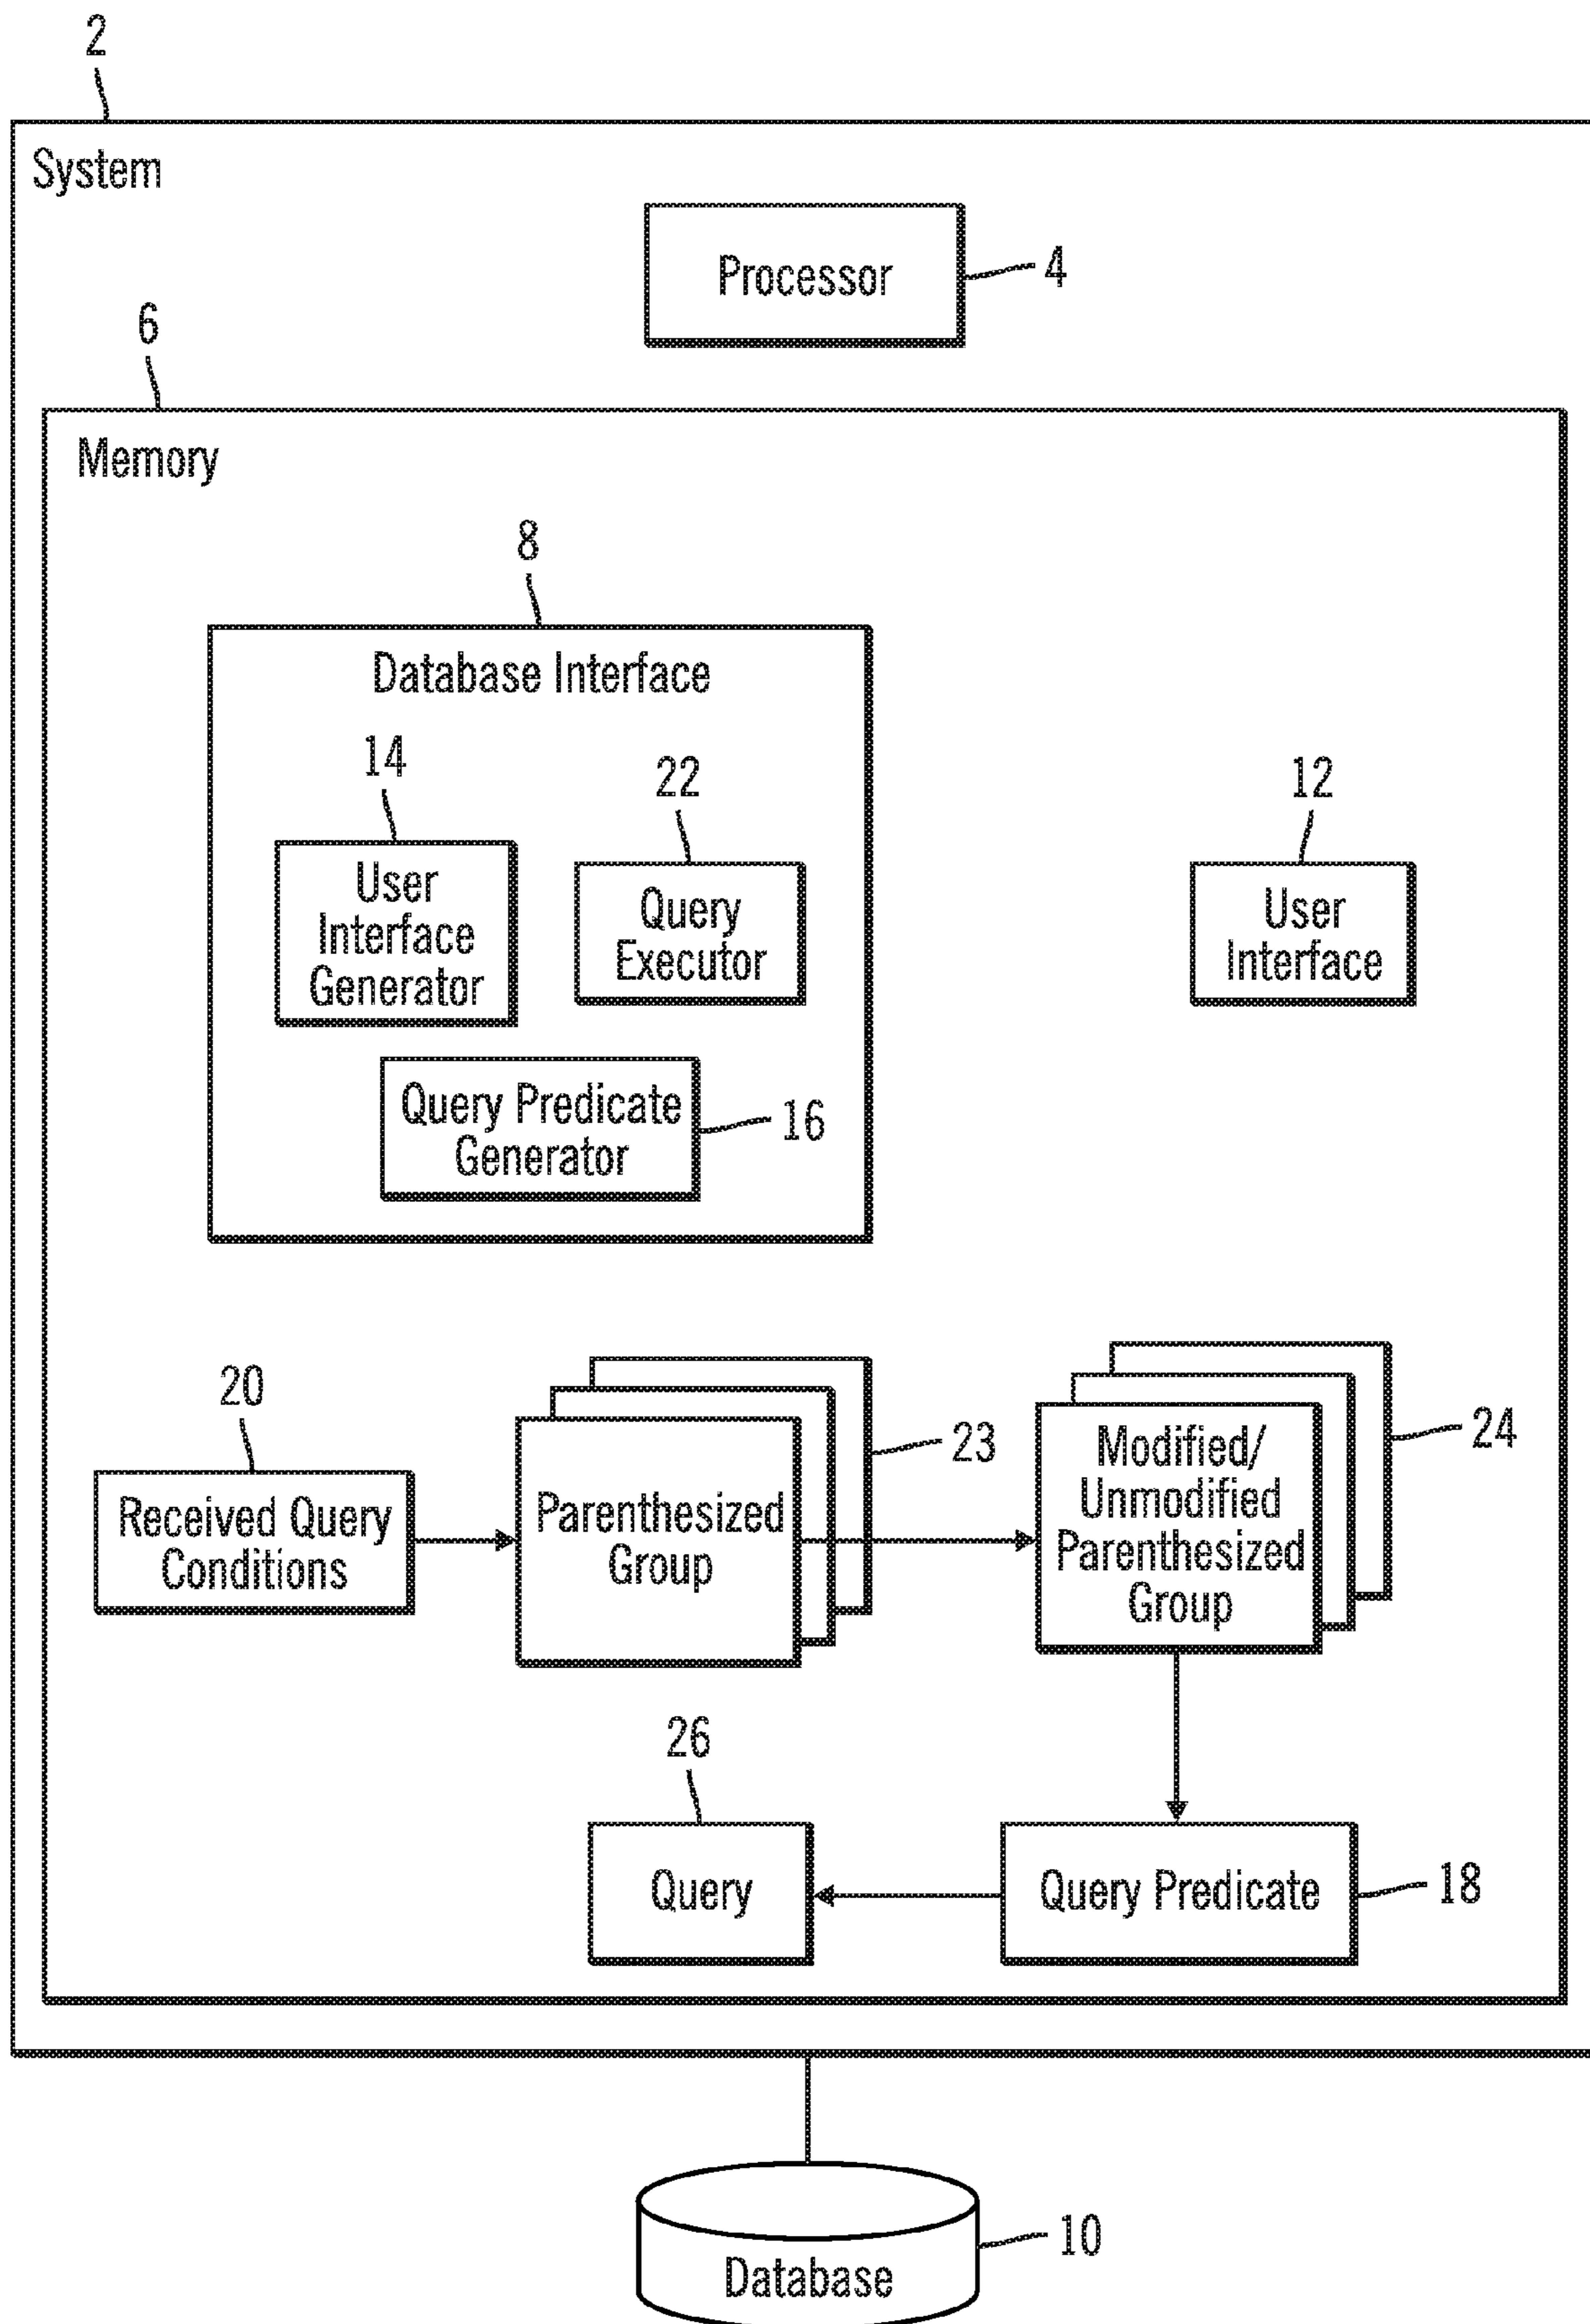 2
System
Processor
4
6
Memory
8
Database Interface
14
22
12
User
Interface
Generator
Query
Executor
User
Interface
Query Predicate
Generator
16
20
Received Query
Conditions
Parenthesized
Group
23
Modified/
Unmodified
Parenthesized
Group
24
26
Query
Query Predicate
18
Database
10